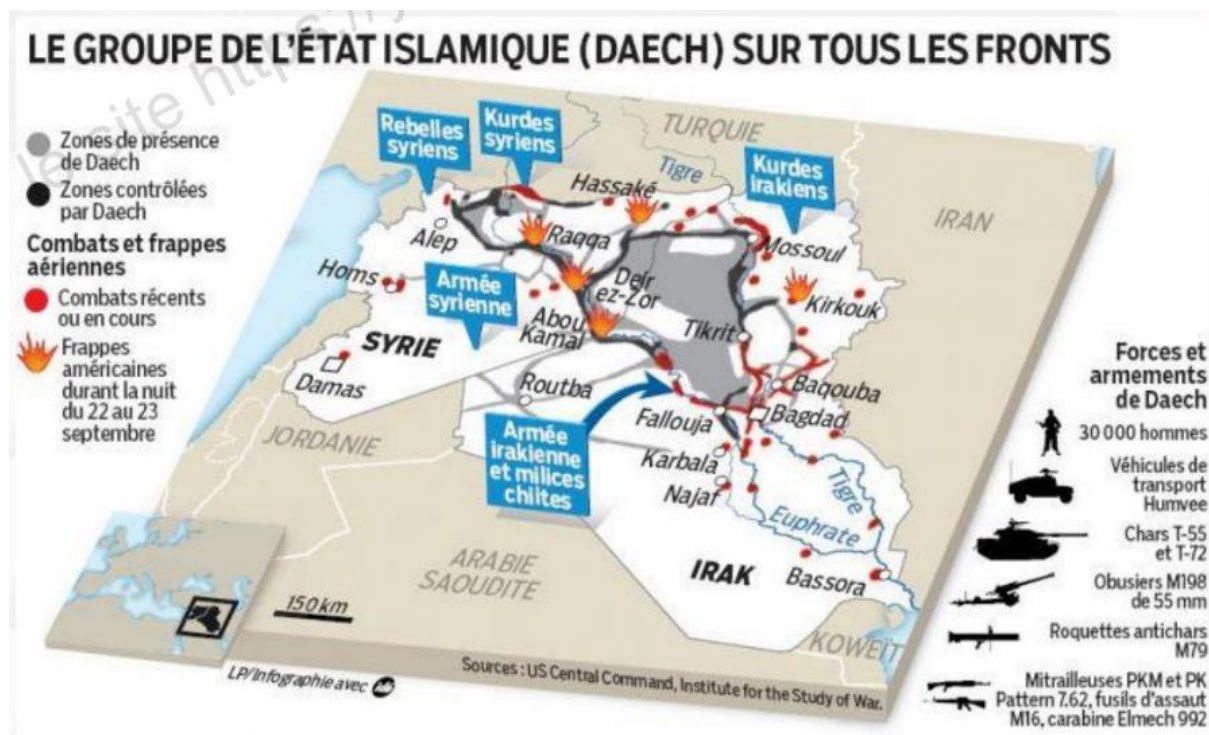 LE GROUPE DE L'ÉTAT ISLAMIQUE (DAECH) SUR TOUS LES FRONTS
le site https:/
Zones de présence
de Daech
Zones contrôlées
par Daech
Combats et frappes
aériennes
Combats récents
ou en cours
Frappes
américaines
durant la nuit
du 22 au 23
septembre
Rebelles
syriens
Kurdes
syriens
TURQUIE
Tigre
Kurdes
irakiens
IRAN
Hassaké
Alep
Raqqa
Mossoul
Homs
Armée
syrienne
Deir
ez-Zor
Kirkouk
Abou
Kamal
Tikrit
SYRIE
Damas
Routba
Baqouba
Fallouja
Bagdad
JORDANIE
Armée
irakienne
et milices
chiites
Karbala
Najaf
Tigre
Euphrate
ARABIE
SAOUDITE
IRAK
Bassora
KOWEÏT
150 km
LP/Infographie avec
Sources : US Central Command, Institute for the Study of War.
Forces et
armements
de Daech
30 000 hommes
Véhicules de
transport
Humvee
Chars T-55
et T-72
Obusiers M198
de 55 mm
Roquettes antichars
M79
Mitrailleuses PKM et PK
Pattern 7.62, fusils d'assaut
M16, carabine Elmech 992